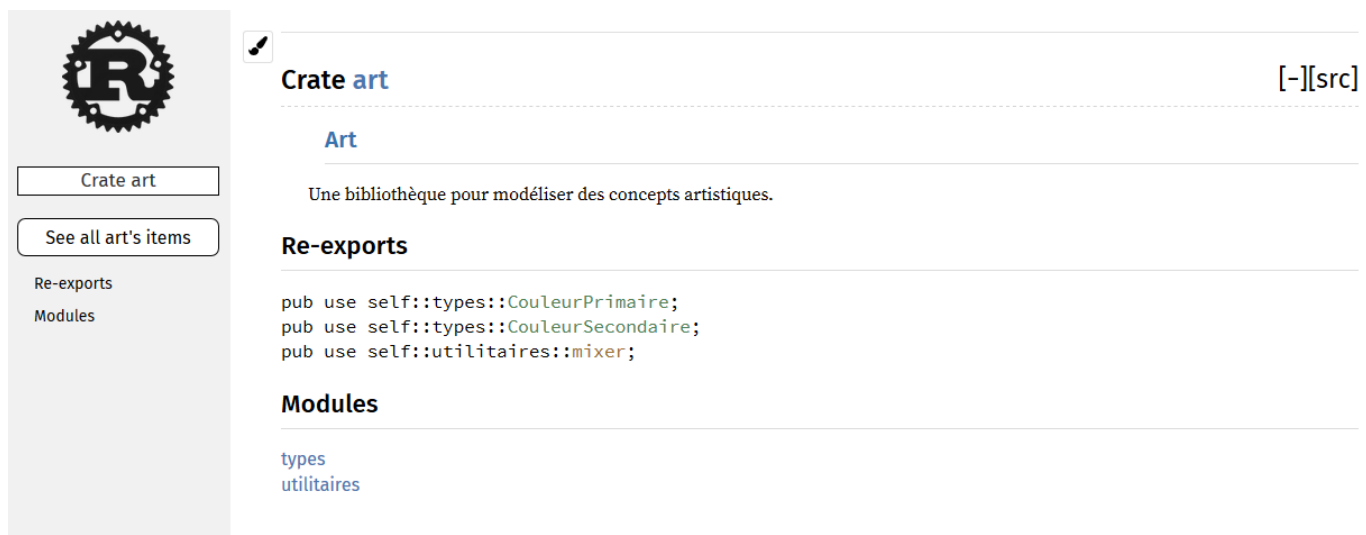 R
Crate art
See all art's items
Re-exports
Modules
Crate art
[-][src]
Art
Une bibliothèque pour modéliser des concepts artistiques.
Re-exports
pub use self::types::CouleurPrimaire;
pub use self::types::CouleurSecondaire;
pub use self::utilitaires::mixer;
Modules
types
utilitaires